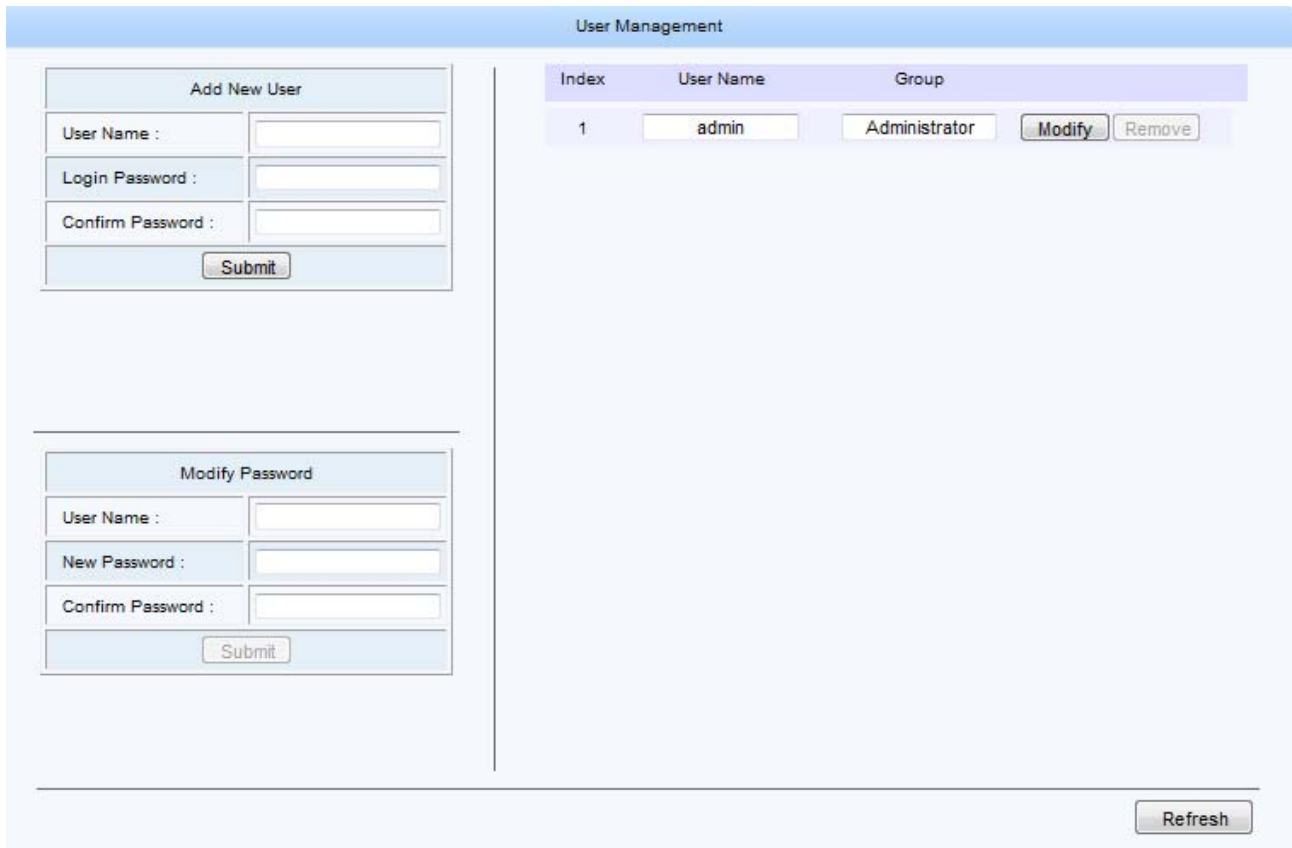 User Management
Add New User
User Name :
Login Password :
Confirm Password :
Submit
Modify Password
User Name :
New Password :
Confirm Password :
Submit
Index User Name Group
1 admin Administrator Modify Remove
Refresh